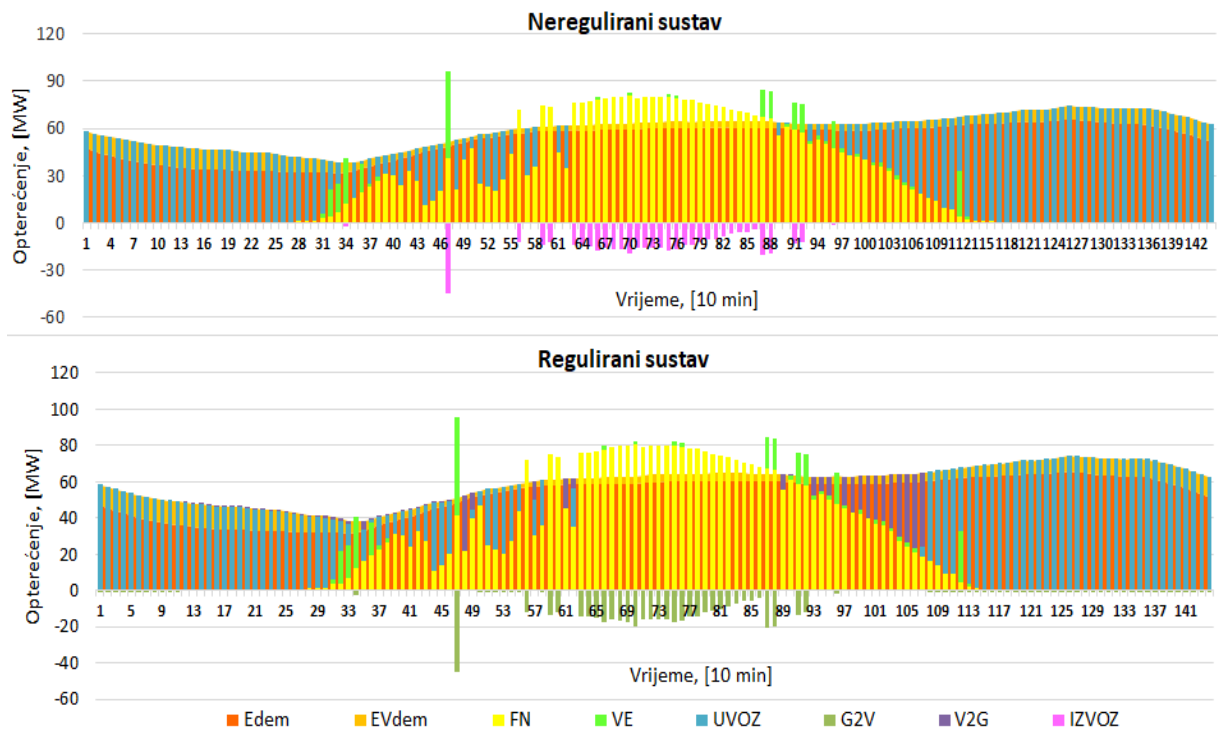 Neregulirani sustav
120
90
60
30
0
-30
-60
Opterećenje, [MW]
1 4 7 10 13 16 19 22 25 28 31 34 37 40 43 46 49 52 55 58 61 64 67 70 73 76 79 82 85 88 91 94 97 100 103 106 109 112 115 118 121 124 127 130 133 136 139 142
Vrijeme, [10 min]
Regulirani sustav
120
100
80
60
40
20
0
-20
-40
-60
Opterećenje, [MW]
1 5 9 13 17 21 25 29 33 37 41 45 49 53 57 61 65 69 73 77 81 85 89 93 97 101 105 109 113 117 121 125 129 133 137 141
Vrijeme, [10 min]
Edem EVdem FN VE UVOZ G2V V2G IZVOZ